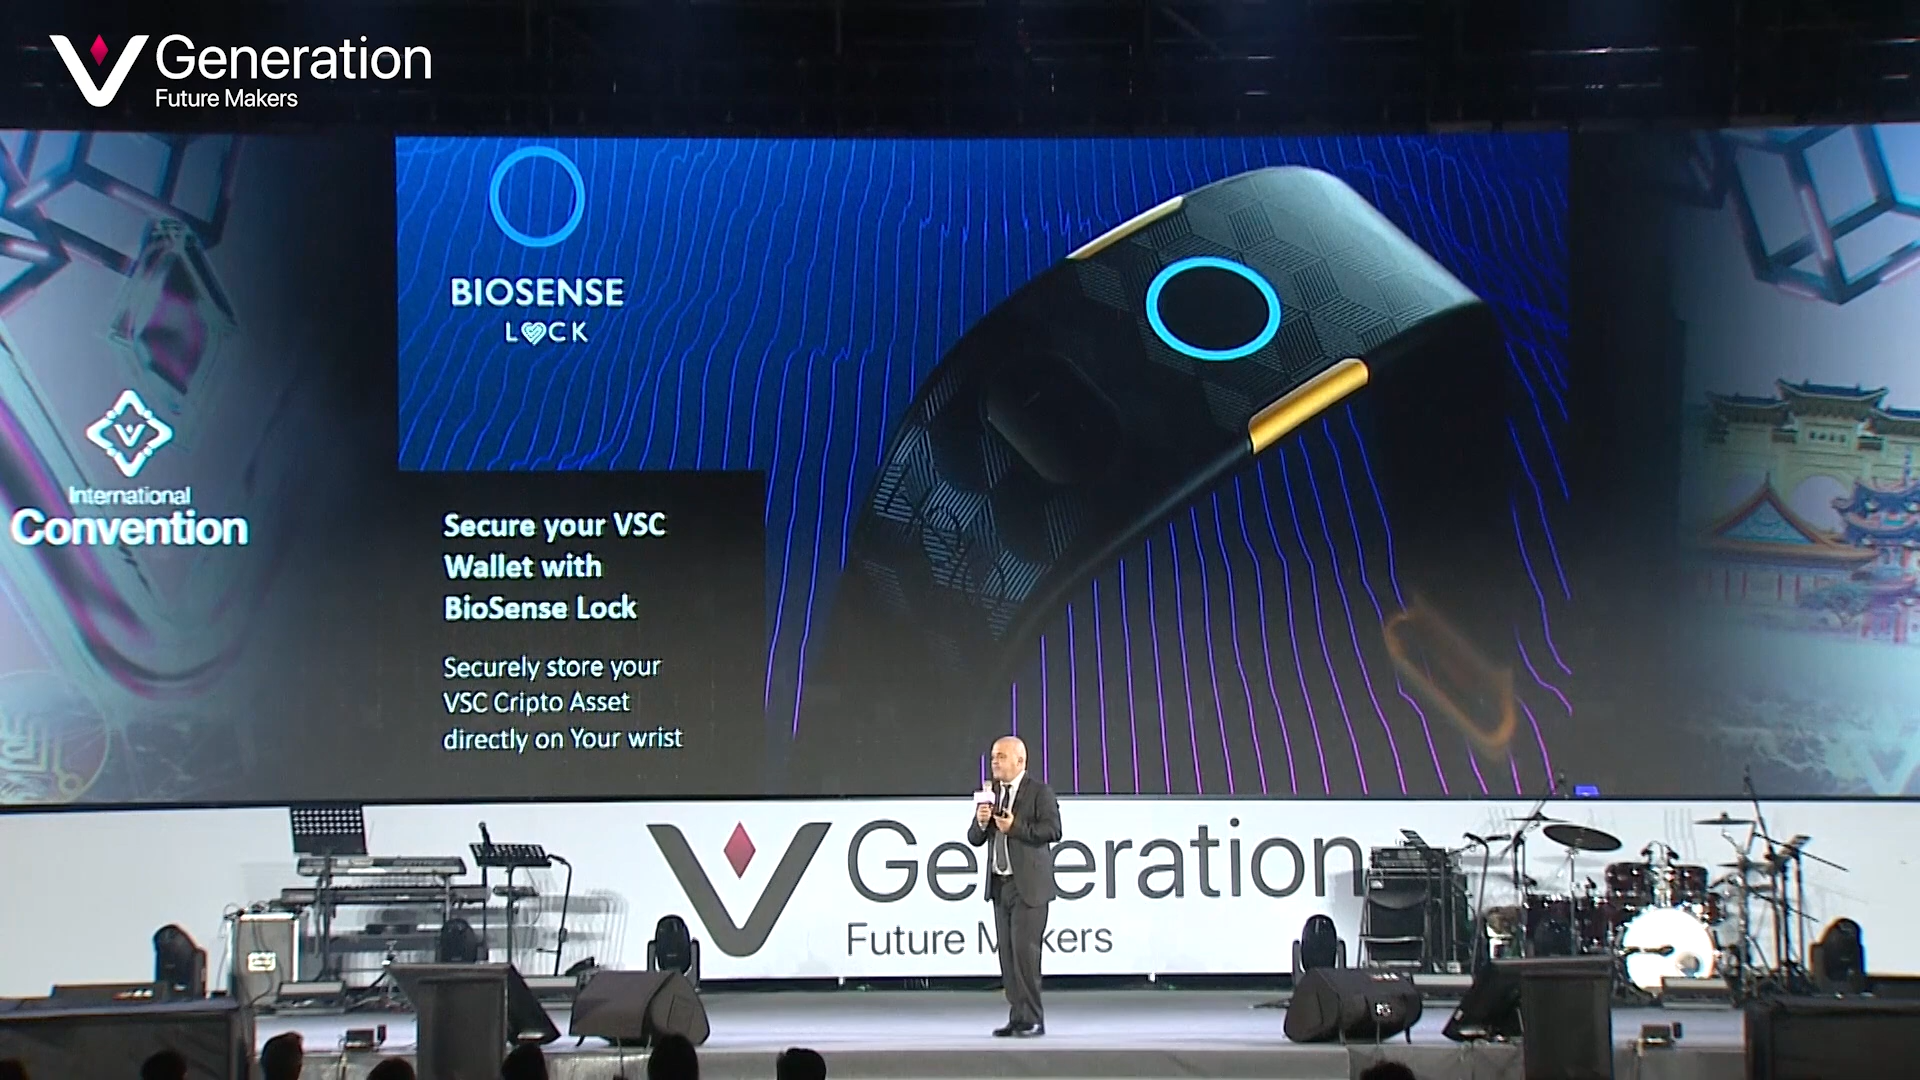 Generation
Future Makers
BIOSENSE
LOCK
Secure your VSC
Wallet with
BioSense Lock
Securely store your
VSC Cripto Asset
directly on Your wrist
International
Convention
Generation
Future Makers